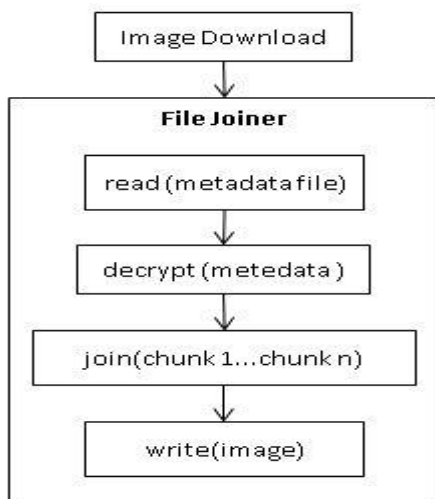 Image Download
File Joiner
read (metadata file)
decrypt (metedata )
join(chunk 1...chunk n)
write(image)